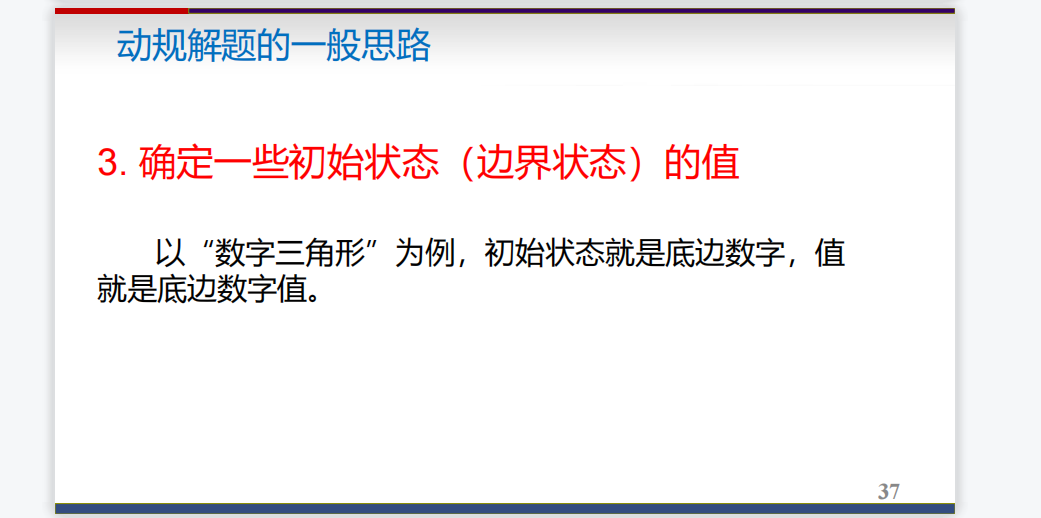 动规解题的一般思路
3. 确定一些初始状态（边界状态）的值
以“数字三角形”为例，初始状态就是底边数字，值
就是底边数字值。
37